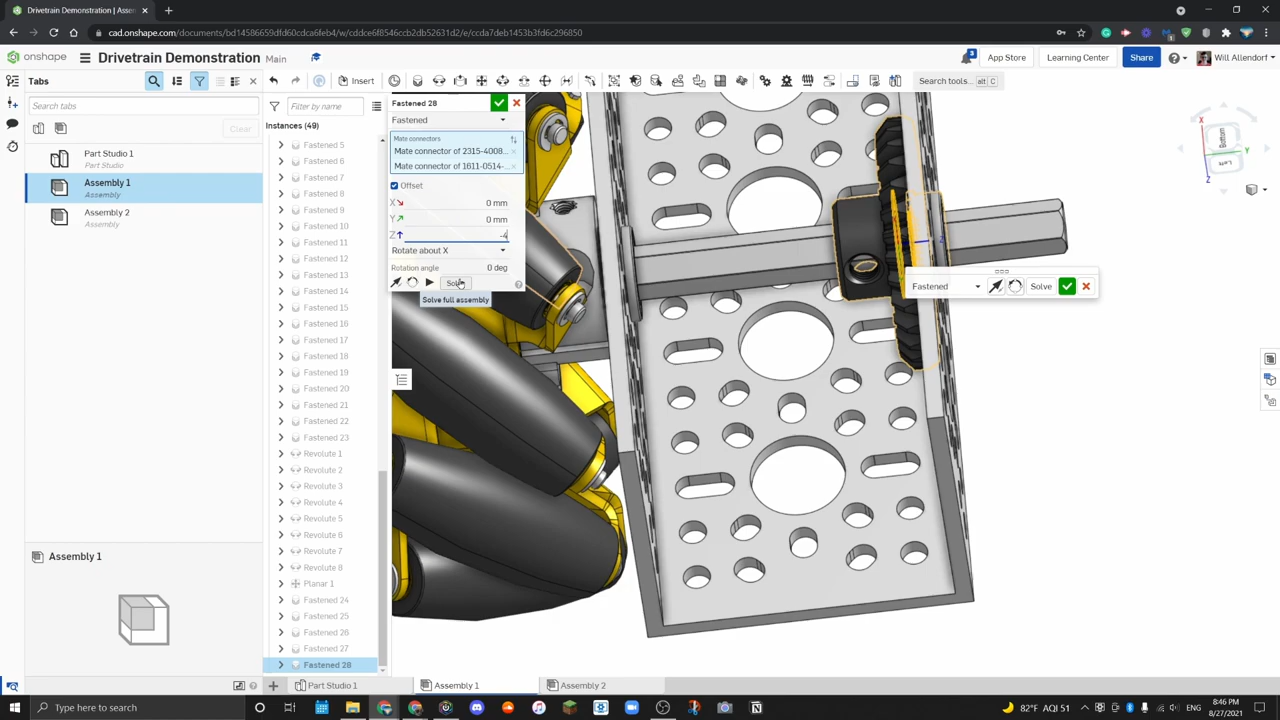 Drivetrain Demonstration | Assem
cad.onshape.com/documents/bd14586659dfd60cdca6feb4/w/cddce6f8546ccb2db52631d2/e/ccda7deb1453b3fd6c296850
onshape
Drivetrain Demonstration Main
3
App Store
Learning Center
Share
Will Allendorf
Tabs
Insert
Search tools...
alt C
Search tabs
Clear
Filter by name
Instances (49)
Part Studio 1
Part Studio
Assembly 1
Assembly
Assembly 2
Assembly
Fastened 5
Fastened 6
Fastened 7
Fastened 8
Fastened 9
Fastened 10
Fastened 11
Fastened 12
Fastened 13
Fastened 14
Fastened 15
Fastened 16
Fastened 17
Fastened 18
Fastened 19
Fastened 20
Fastened 21
Fastened 22
Fastened 23
Revolute 1
Revolute 2
Revolute 3
Revolute 4
Revolute 5
Revolute 6
Revolute 7
Revolute 8
Planar 1
Fastened 24
Fastened 25
Fastened 26
Fastened 27
Fastened 28
Fastened 28
Fastened
Mate connectors
Mate connector of 2315-4008...
Mate connector of 1611-0514-...
Offset
X 0 mm
Y 0 mm
Z -4
Rotate about X
Rotation angle 0 deg
Solve full assembly
Fastened
Solve
X
Y
Z
Bottom
Left
Z
Assembly 1
Part Studio 1
Assembly 1
Assembly 2
Type here to search
82°F AQI 51
ENG
8:46 PM
8/27/2021